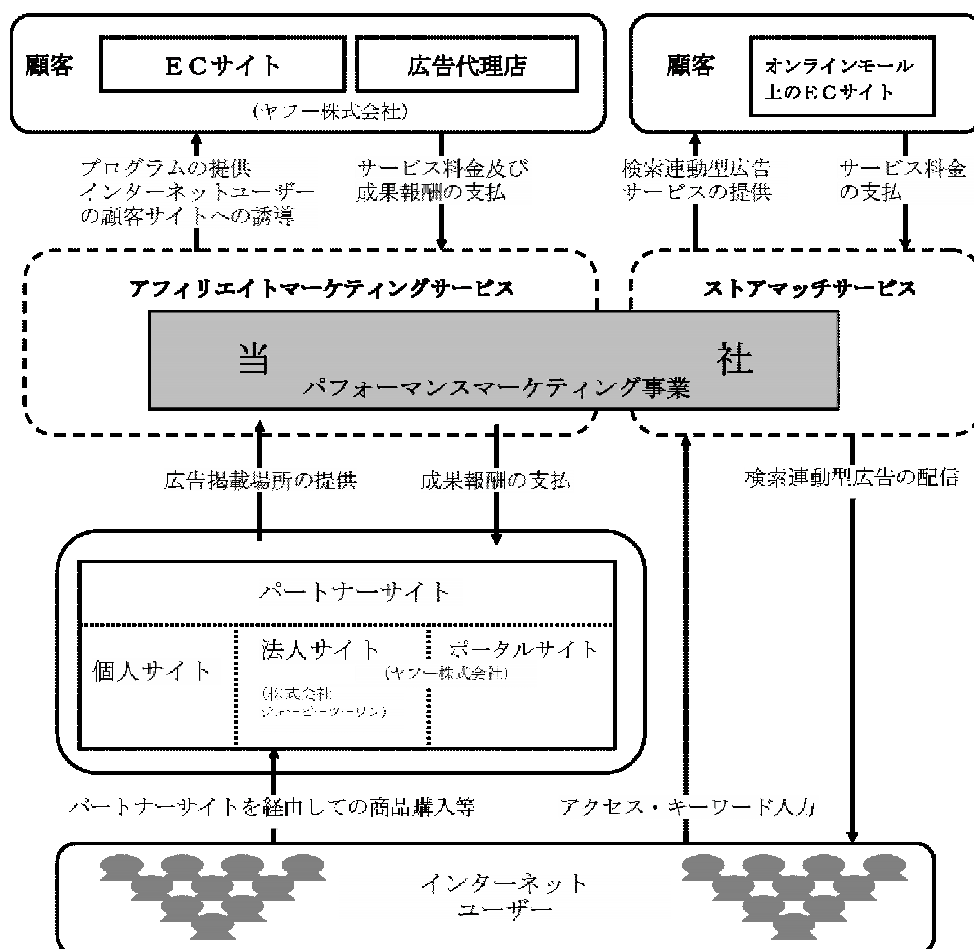 顧客
ECサイト
広告代理店
(ヤフー株式会社)
顧客
オンラインモール
上のECサイト
プログラムの提供
インターネットユーザー
の顧客サイトへの誘導
サービス料金及び
成果報酬の支払
検索連動型広告
サービスの提供
サービス料金
の支払
アフィリエイトマーケティングサービス
ストアマッチサービス
当社
パフォーマンスマーケティング事業
広告掲載場所の提供
成果報酬の支払
検索連動型広告の配信
パートナーサイト
個人サイト
法人サイト
ポータルサイト
(ヤフー株式会社)
(株式会社
パートナーサイトを経由しての商品購入等
アクセス・キーワード入力
インターネット
ユーザー